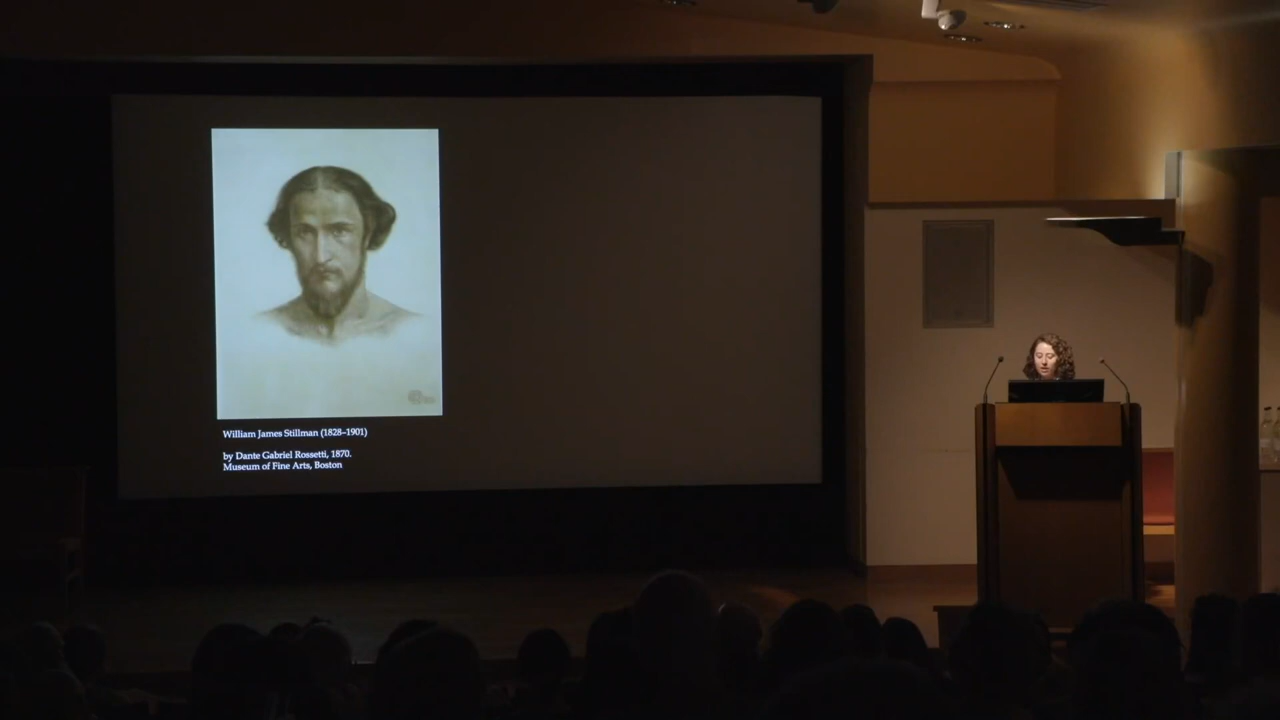 William James Stillman (1828–1901)
by Dante Gabriel Rossetti, 1870.
Museum of Fine Arts, Boston